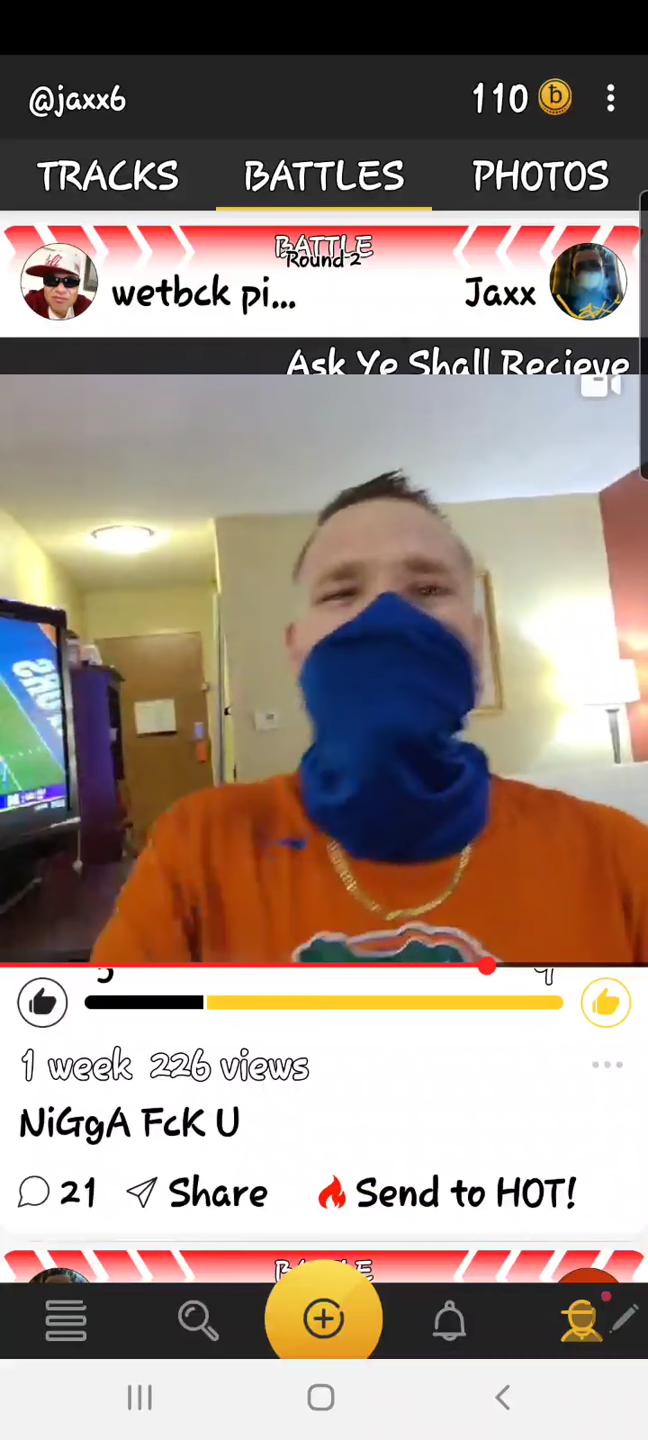 @jaxx6
110
TRACKS BATTLES PHOTOS
BATTLE
Round 2
wetbck pi... Jaxx
Ask Ye Shall Recieve
1 week 226 views
NiGgA FcK U
21 Share Send to HOT!
BATTLE